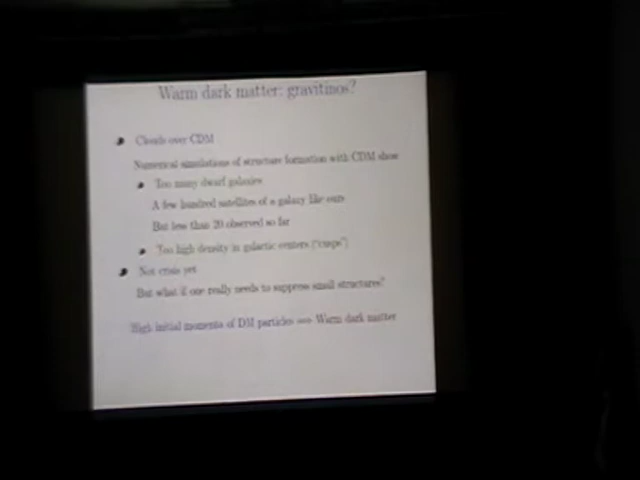 Warm dark matter: gravitinos?
Clouds over CDM
Numerical simulations of structure formation with CDM show
Too many dwarf galaxies
A few hundred satellites of a galaxy like ours
But less than 20 observed so far
Too high density in galactic centers ("cusps")
Not crisis yet
But what if one really needs to suppress small structures?
High initial momenta of DM particles ⟹ Warm dark matter